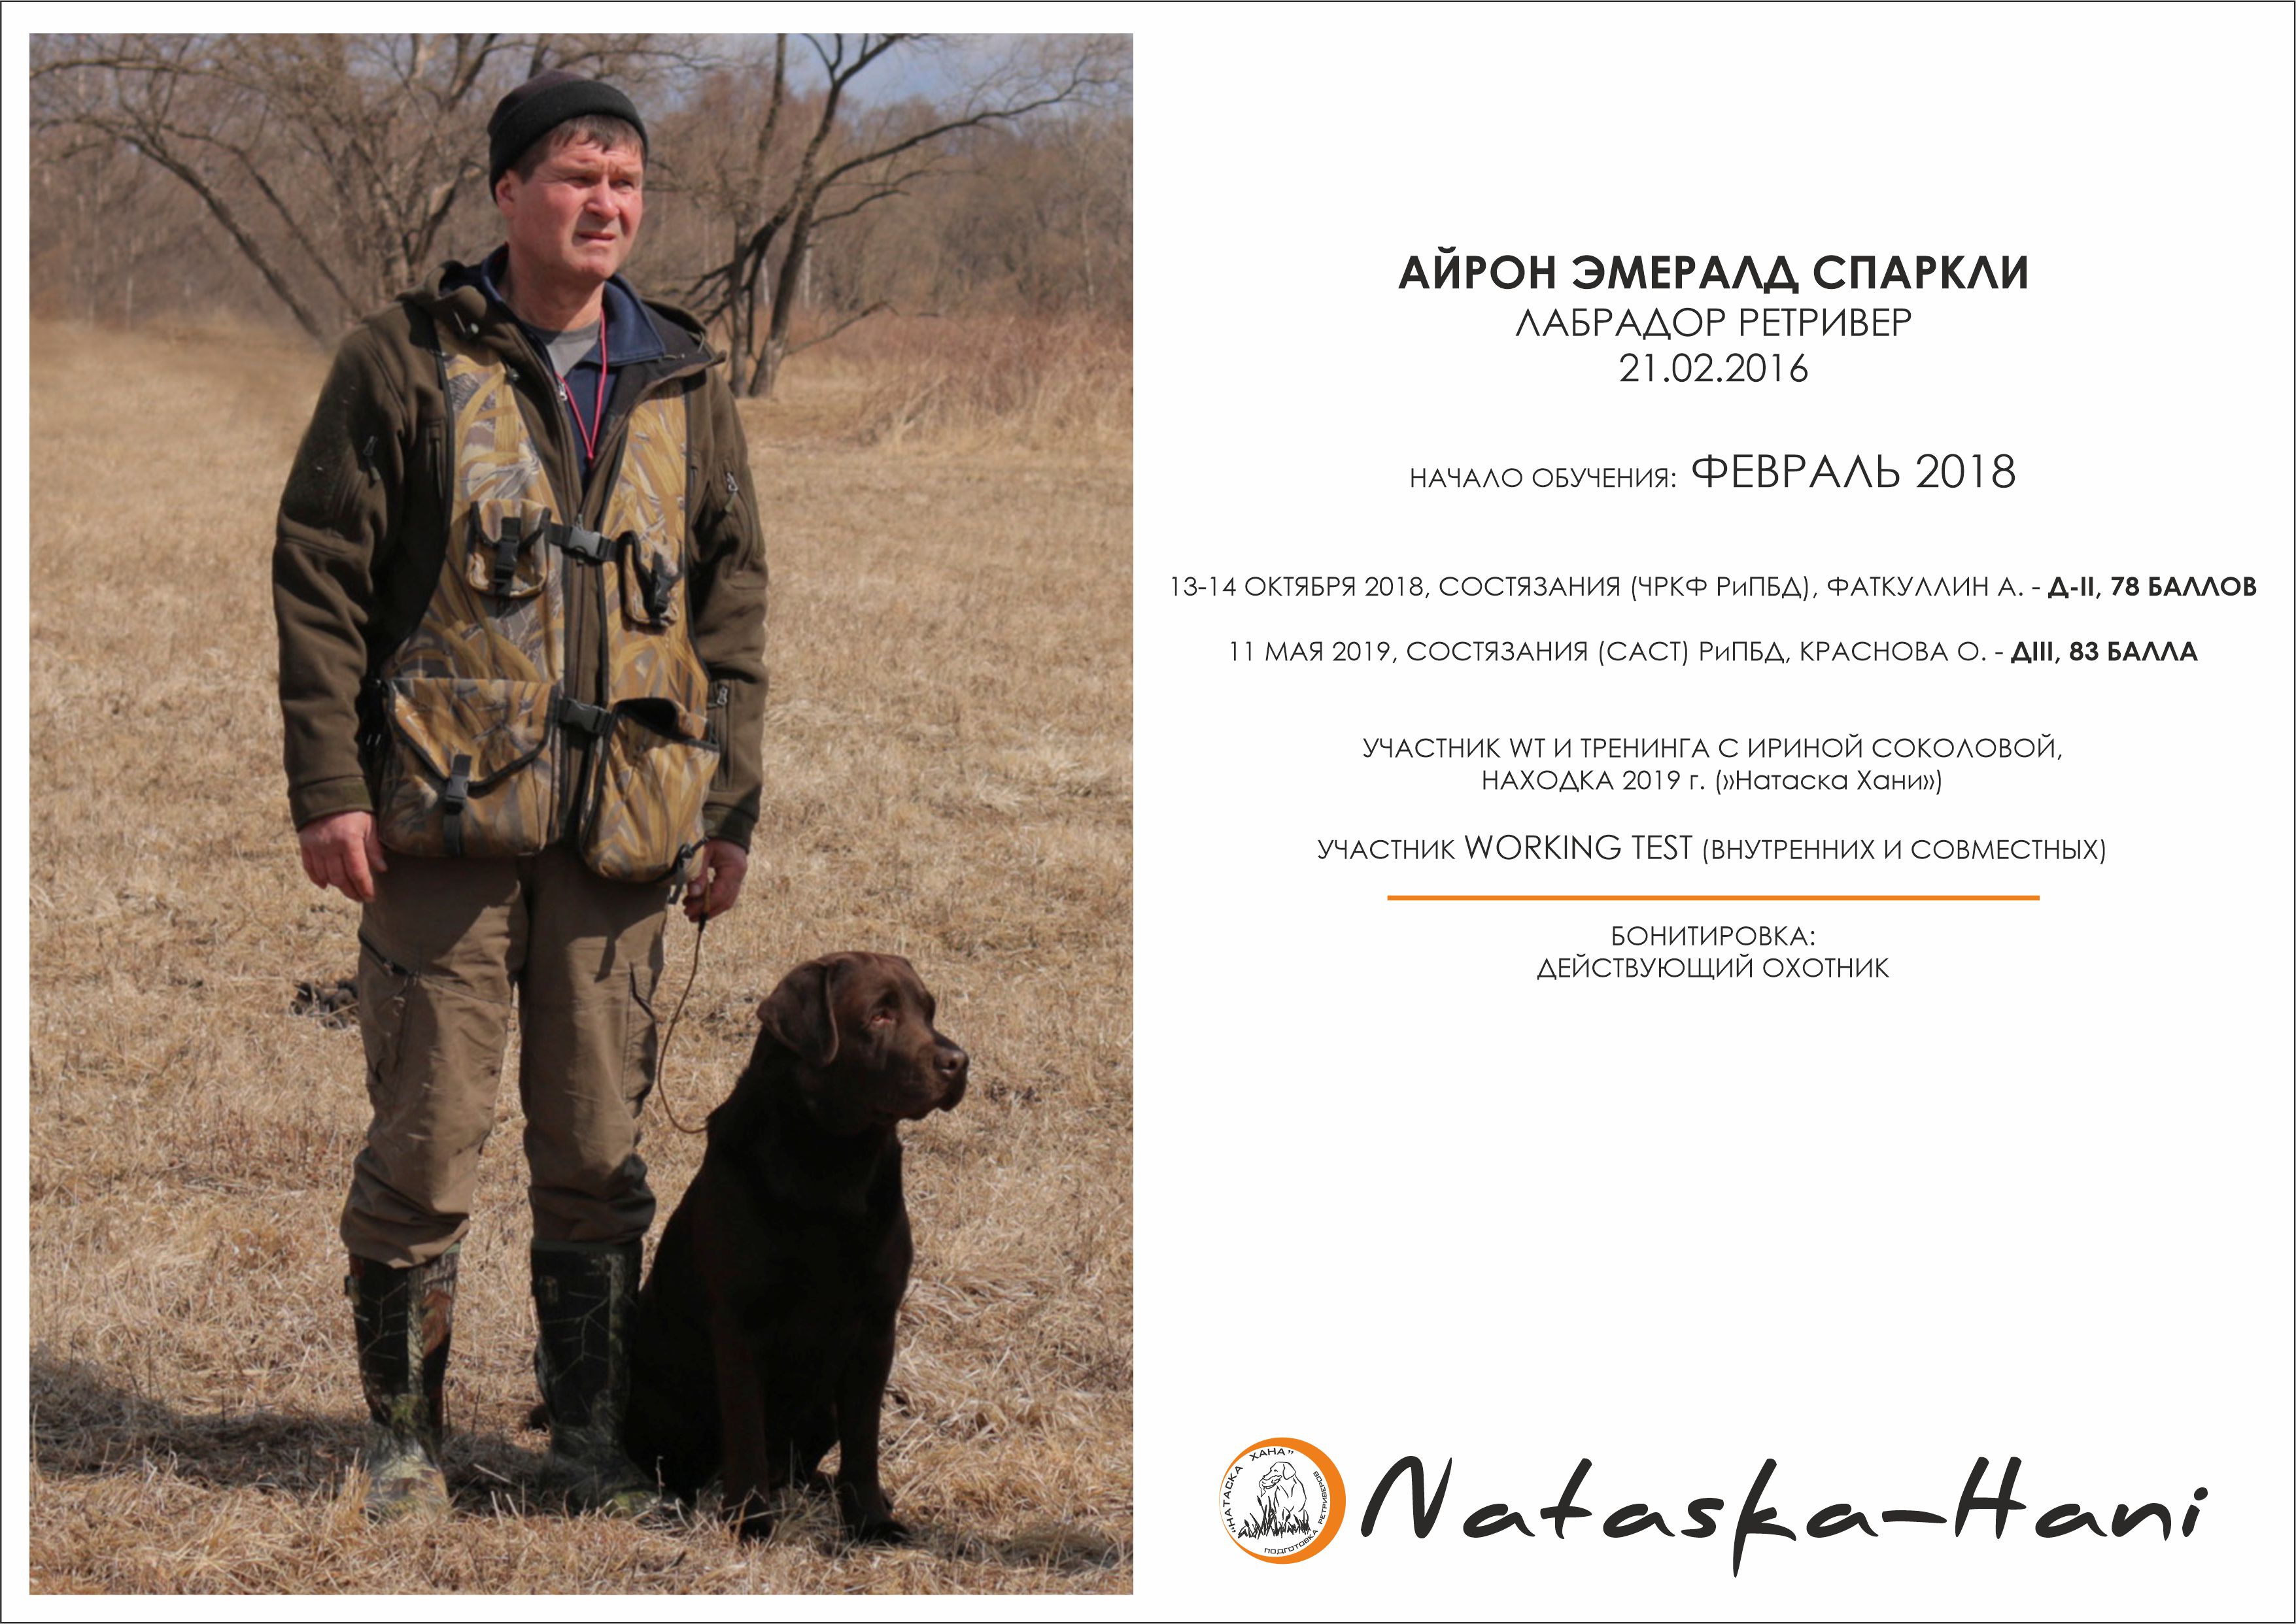 АЙРОН ЭМЕРАЛД СПАРКЛИ
ЛАБРАДОР РЕТРИВЕР
21.02.2016
НАЧАЛО ОБУЧЕНИЯ: ФЕВРАЛЬ 2018
13-14 ОКТЯБРЯ 2018, СОСТЯЗАНИЯ (ЧРКФ РиПБД), ФАТКУЛЛИН А. - Д-II, 78 БАЛЛОВ
11 МАЯ 2019, СОСТЯЗАНИЯ (САСТ) РиПБД, КРАСНОВА О. - ДIII, 83 БАЛЛА
УЧАСТНИК WT И ТРЕНИНГА С ИРИНОЙ СОКОЛОВОЙ,
НАХОДКА 2019 г. (»Натаска Хани»)
УЧАСТНИК WORKING TEST (ВНУТРЕННИХ И СОВМЕСТНЫХ)
БОНИТИРОВКА:
ДЕЙСТВУЮЩИЙ ОХОТНИК
"НАТАСКА ХАНА"
ПОДГОТОВКА РЕТРИВЕРОВ
Nataska-Hani